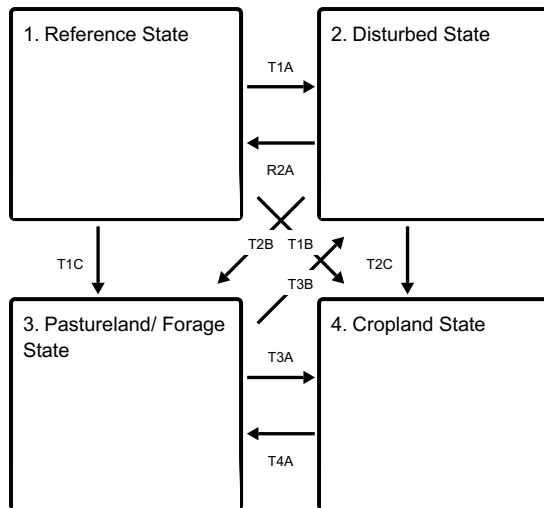 1. Reference State
2. Disturbed State
T1A
R2A
T2B
T1B
T1C
T2C
T3B
3. Pastureland/ Forage
State
4. Cropland State
T3A
T4A